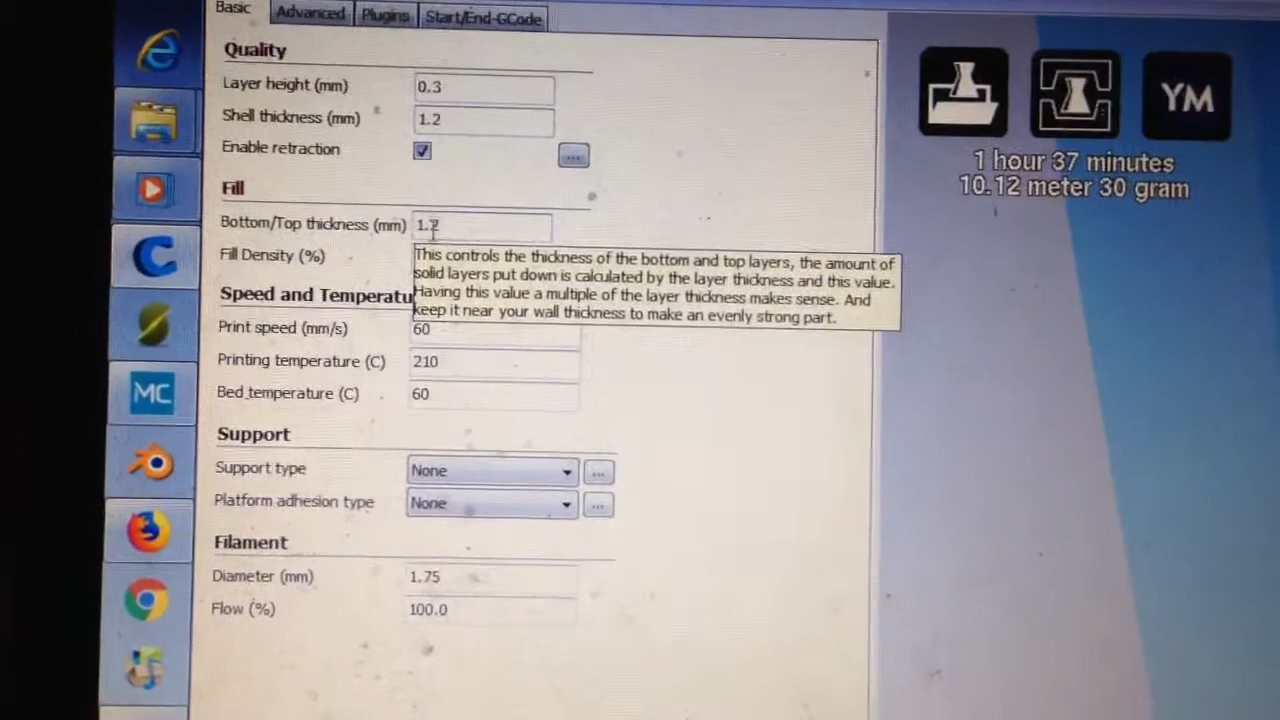 Basic
Advanced
Plugins
Start/End-GCode
Quality
Layer height (mm) 0.3
Shell thickness (mm) 1.2
Enable retraction ...
Fill
Bottom/Top thickness (mm) 1.2
Fill Density (%)
This controls the thickness of the bottom and top layers, the amount of
solid layers put down is calculated by the layer thickness and this value.
Having this value a multiple of the layer thickness makes sense. And
keep it near your wall thickness to make an evenly strong part.
Speed and Temperatu
Print speed (mm/s) 60
Printing temperature (C) 210
Bed temperature (C) 60
Support
Support type None ...
Platform adhesion type None ...
Filament
Diameter (mm) 1.75
Flow (%) 100.0
YM
1 hour 37 minutes
10.12 meter 30 gram
MC